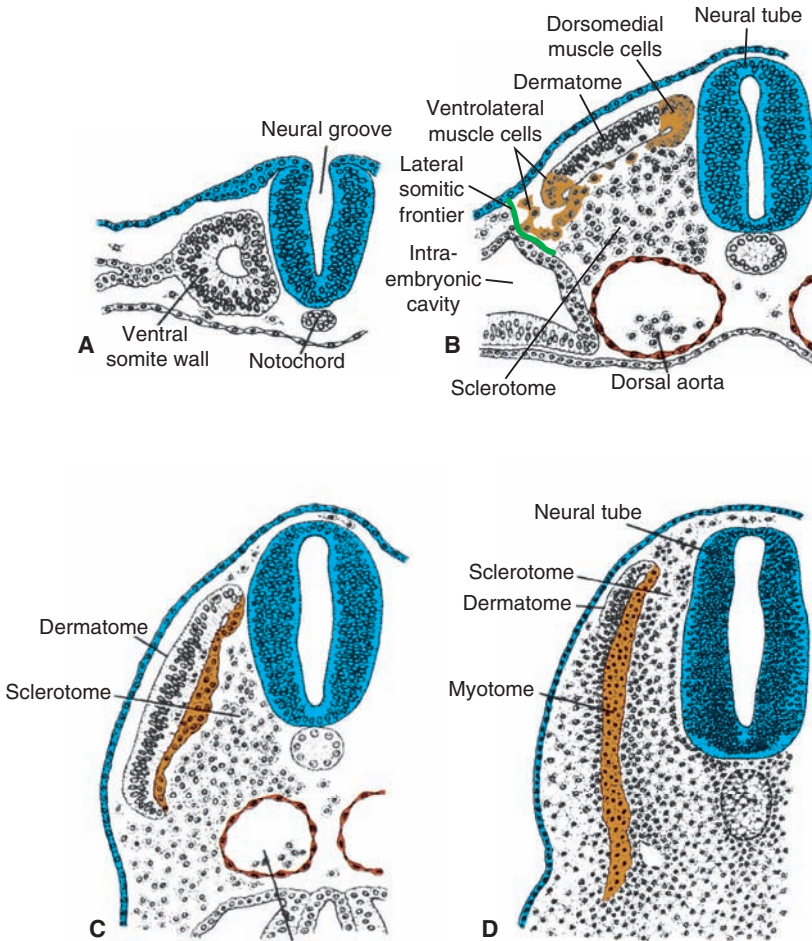 Neural groove
Ventral
somite wall
Notochord
A
Neural tube
Dorsomedial
muscle cells
Dermatome
Ventrolateral
muscle cells
Lateral
somitic
frontier
Intra-
embryonic
cavity
B
Sclerotome
Dorsal aorta
Dermatome
Sclerotome
C
Neural tube
Sclerotome
Dermatome
Myotome
D